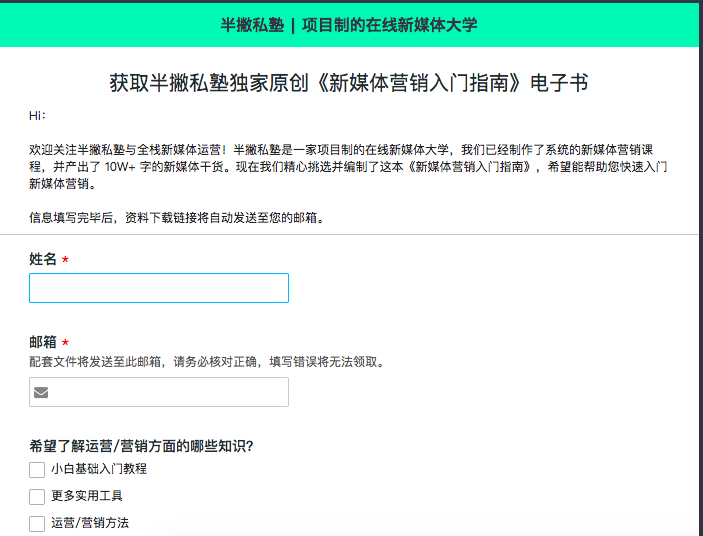 半撇私塾 | 项目制的在线新媒体大学
获取半撇私塾独家原创《新媒体营销入门指南》电子书
Hi：
欢迎关注半撇私塾与全栈新媒体运营！半撇私塾是一家项目制的在线新媒体大学，我们已经制作了系统的新媒体营销课
程，并产出了 10W+ 字的新媒体干货。现在我们精心挑选并编制了这本《新媒体营销入门指南》，希望能帮助您快速入门
新媒体营销。
信息填写完毕后，资料下载链接将自动发送至您的邮箱。
姓名 *
邮箱 *
配套文件将发送至此邮箱，请务必核对正确，填写错误将无法领取。
希望了解运营/营销方面的哪些知识？
小白基础入门教程
更多实用工具
运营/营销方法